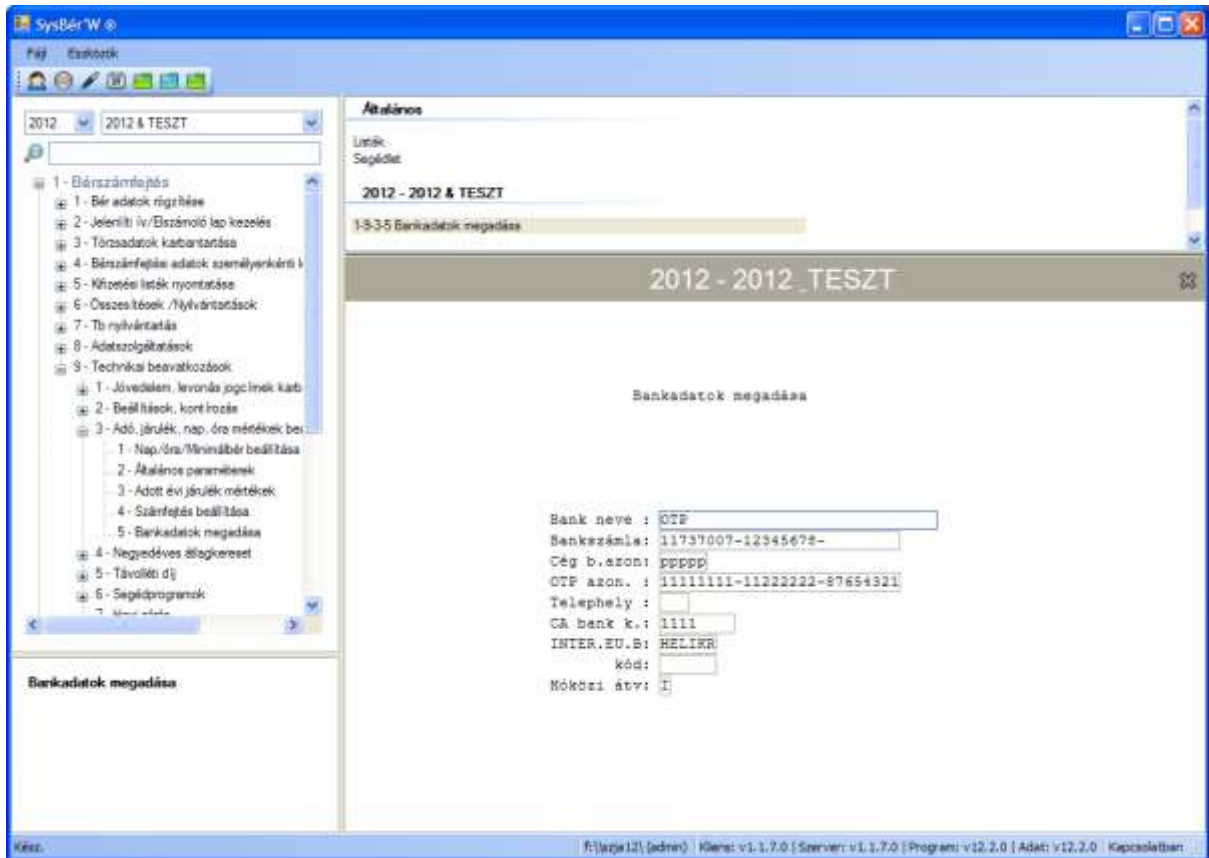 SysBér'W ®
Fájl Eszközök
2012 2012 & TESZT
1 - Bérszámfejtés
1 - Bér adatok rögzítése
2 - Jelenléti ív/Elszámoló lap kezelés
3 - Törzsadatok karbantartása
4 - Bérszámfejtési adatok személyenkénti k
5 - Kifizetési listák nyomtatása
6 - Összesítések /Nyilvántartások
7 - Tb nyilvántartás
8 - Adatszolgáltatások
9 - Technikai beavatkozások
1 - Jövedelem, levonás jogcímek karb
2 - Beállítások, kontírozás
3 - Adó, járulék, nap, óra mértékek beá
1 - Nap/óra/Minimálbér beállítása
2 - Általános paraméterek
3 - Adott évi járulék mértékek
4 - Számfejtés beállítása
5 - Bankadatok megadása
4 - Negyedéves átlagkereset
5 - Távolléti díj
6 - Segédprogramok
Bankadatok megadása
Általános
Listák
Segédlet
2012 - 2012 & TESZT
1-9-3-5 Bankadatok megadása
2012 - 2012_TESZT
Bankadatok megadása
Bank neve : OTP
Bankszámla: 11737007-12345678-
Cég b.azon: ppppp
OTP azon. : 11111111-11222222-87654321
Telephely :
CA bank k.: 1111
INTER.EU.B: HELIKR
kód:
Hóközi átv: I
Kész.
f:\\szja12\ (admin) Kliens: v1.1.7.0 | Szerver: v1.1.7.0 | Program: v12.2.0 | Adat: v12.2.0 Kapcsolatban